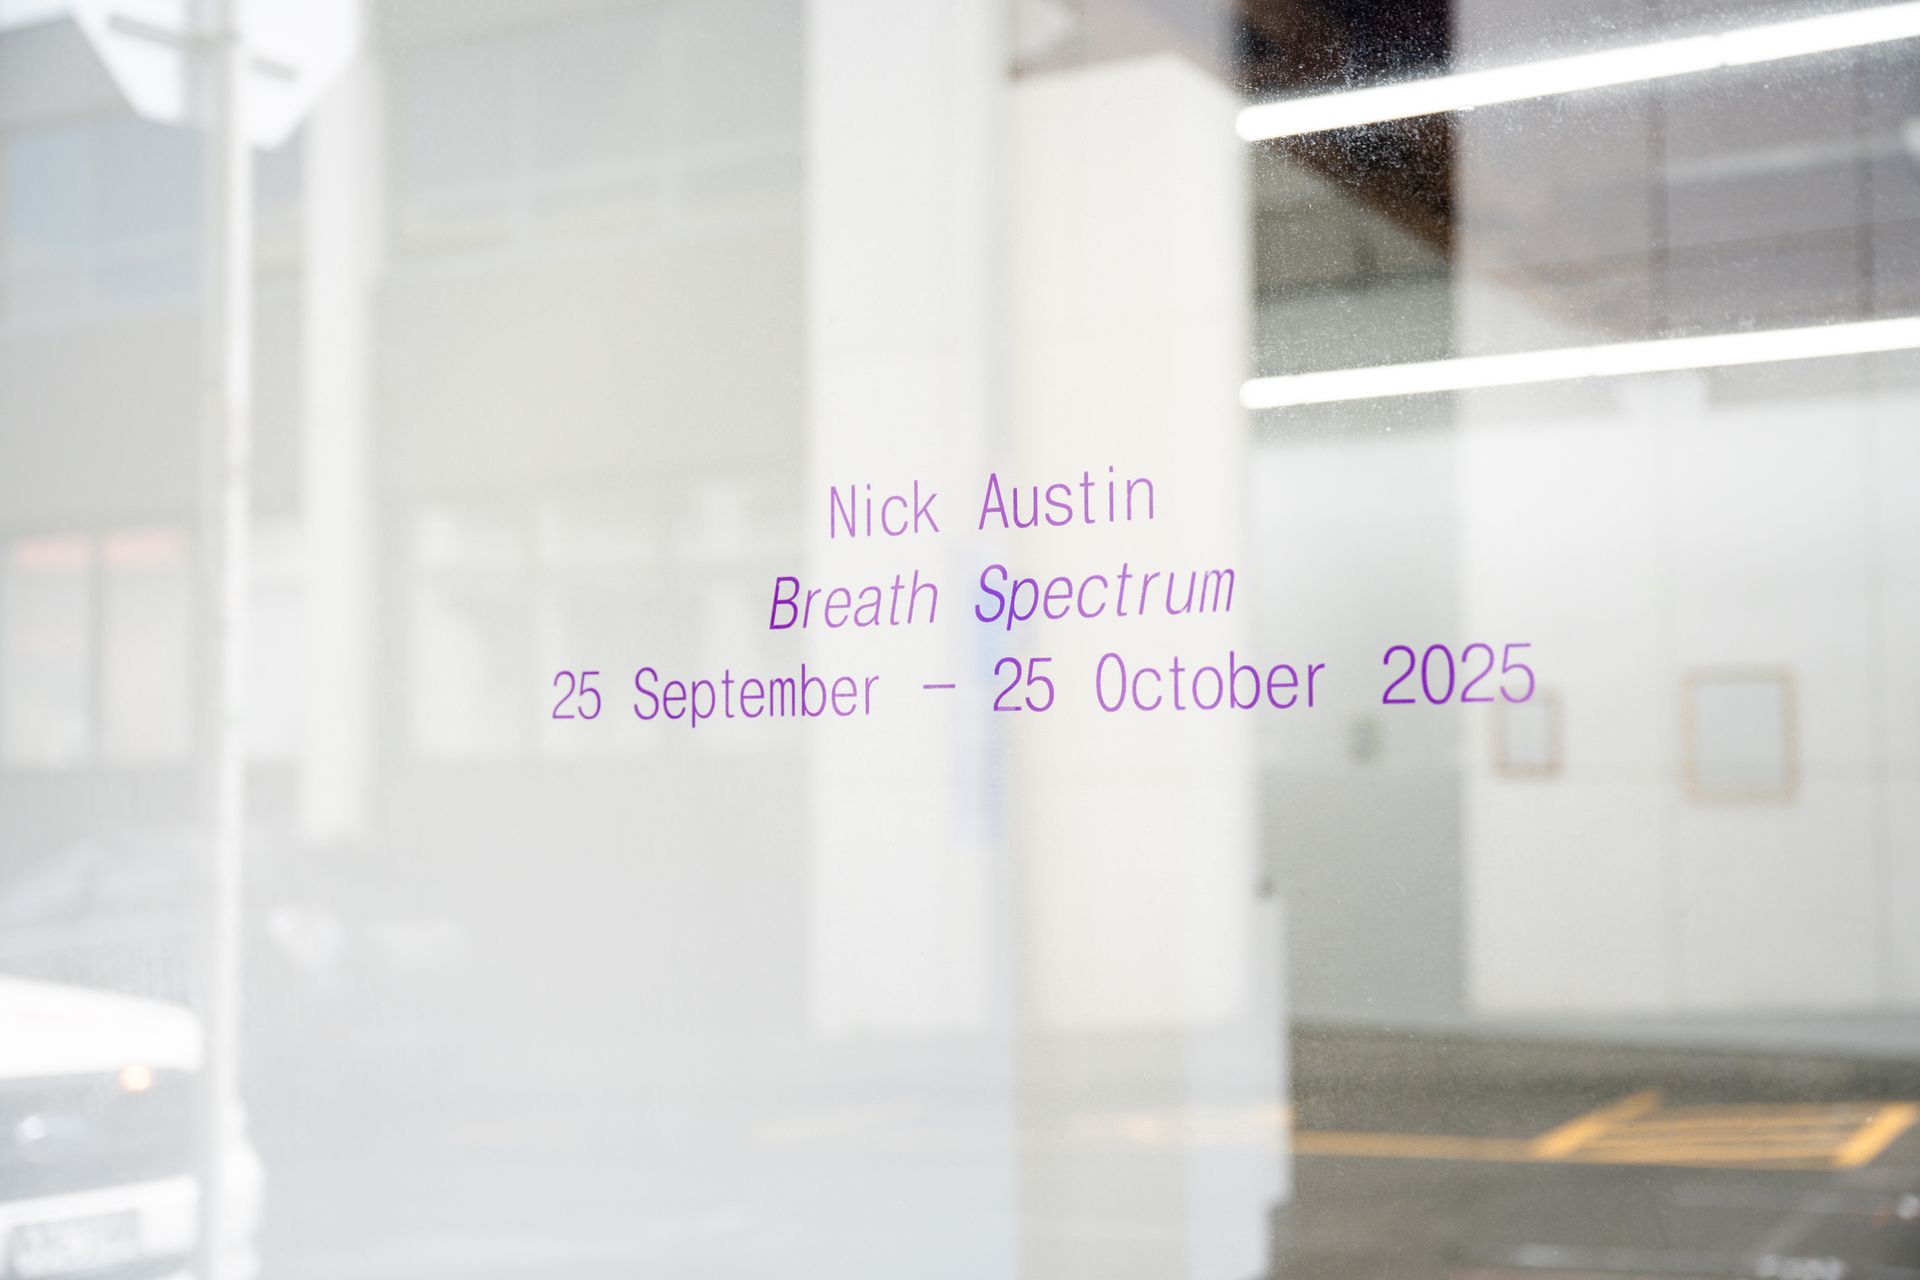 Nick Austin
Breath Spectrum
25 September – 25 October 2025